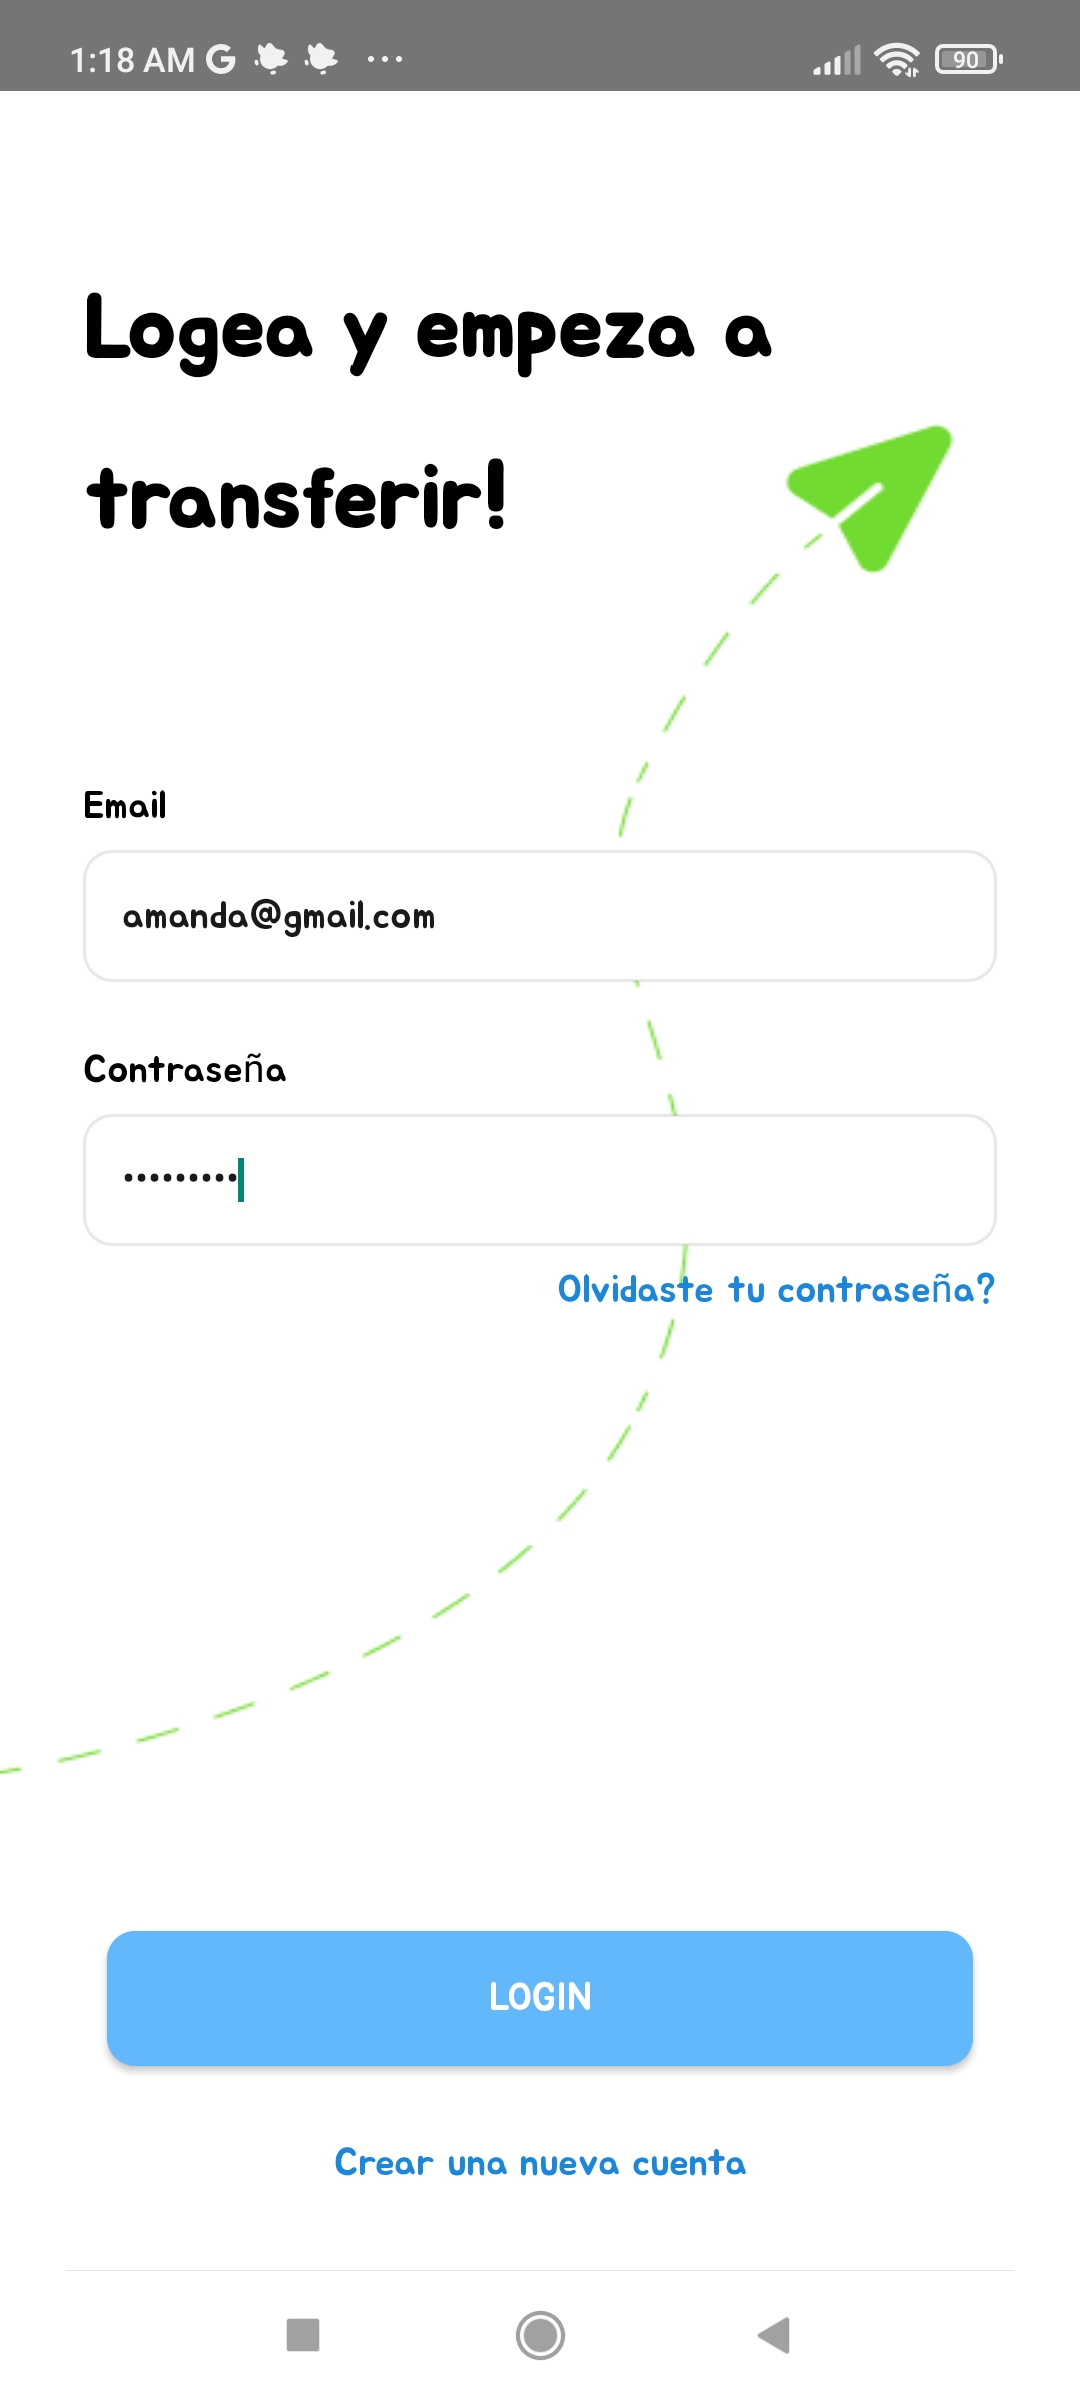 1:18 AM
90
Logea y empeza a
transferir!
Email
amanda@gmail.com
Contraseña
•••••••••
Olvidaste tu contraseña?
LOGIN
Crear una nueva cuenta